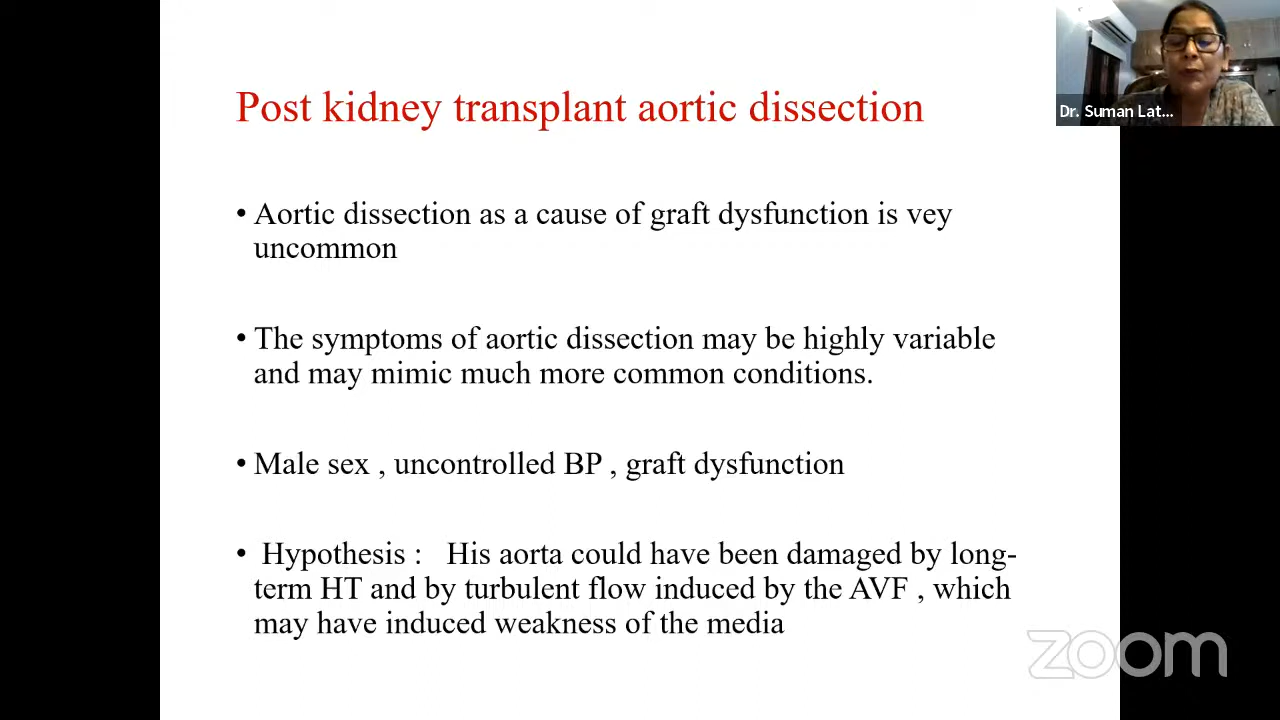 Post kidney transplant aortic dissection
• Aortic dissection as a cause of graft dysfunction is vey
uncommon
• The symptoms of aortic dissection may be highly variable
and may mimic much more common conditions.
• Male sex , uncontrolled BP , graft dysfunction
• Hypothesis : His aorta could have been damaged by long-
term HT and by turbulent flow induced by the AVF , which
may have induced weakness of the media
Dr. Suman Lat...
zoom